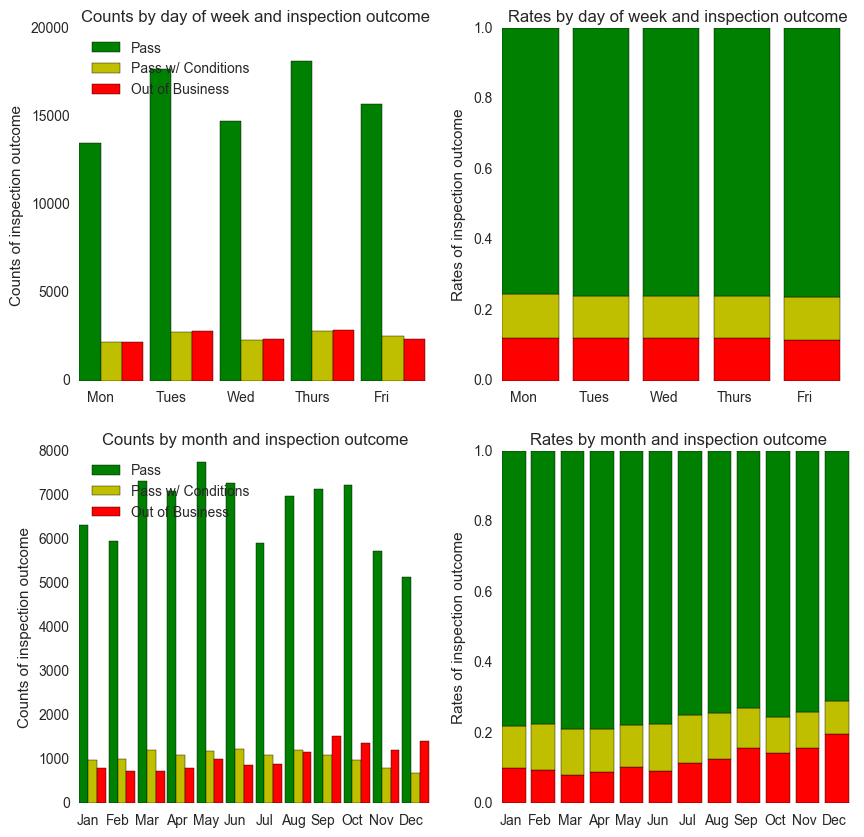 Counts by day of week and inspection outcome
20000
15000
10000
5000
0
Counts of inspection outcome
Pass
Pass w/ Conditions
Out of Business
Mon Tues Wed Thurs Fri
Rates by day of week and inspection outcome
1.0
0.8
0.6
0.4
0.2
0.0
Rates of inspection outcome
Mon Tues Wed Thurs Fri
Counts by month and inspection outcome
8000
7000
6000
5000
4000
3000
2000
1000
0
Counts of inspection outcome
Pass
Pass w/ Conditions
Out of Business
Jan Feb Mar Apr May Jun Jul Aug Sep Oct Nov Dec
Rates by month and inspection outcome
1.0
0.8
0.6
0.4
0.2
0.0
Rates of inspection outcome
Jan Feb Mar Apr May Jun Jul Aug Sep Oct Nov Dec